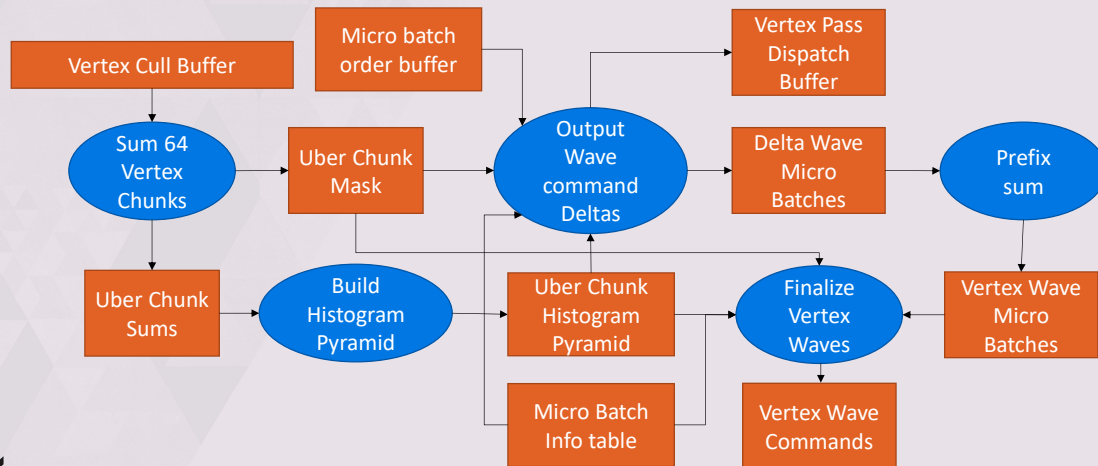 Vertex Cull Buffer
Micro batch
order buffer
Vertex Pass
Dispatch
Buffer
Sum 64
Vertex
Chunks
Uber Chunk
Mask
Output
Wave
command
Deltas
Delta Wave
Micro
Batches
Prefix
sum
Uber Chunk
Sums
Build
Histogram
Pyramid
Uber Chunk
Histogram
Pyramid
Finalize
Vertex
Waves
Vertex Wave
Micro
Batches
Micro Batch
Info table
Vertex Wave
Commands